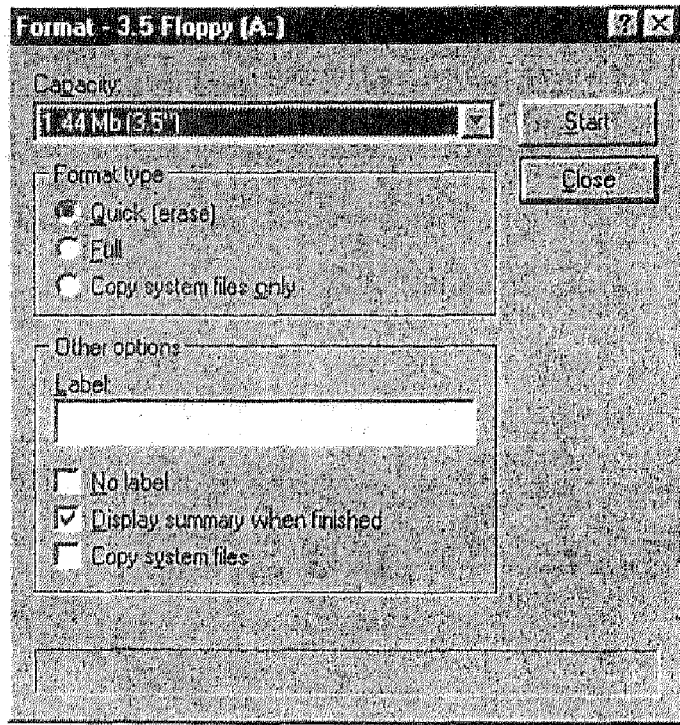 Format - 3.5 Floppy (A:)
Capacity:
1.44 Mb (3.5")
Start
Close
Format type
Quick (erase)
Full
Copy system files only
Other options
Label:
No label
Display summary when finished
Copy system files